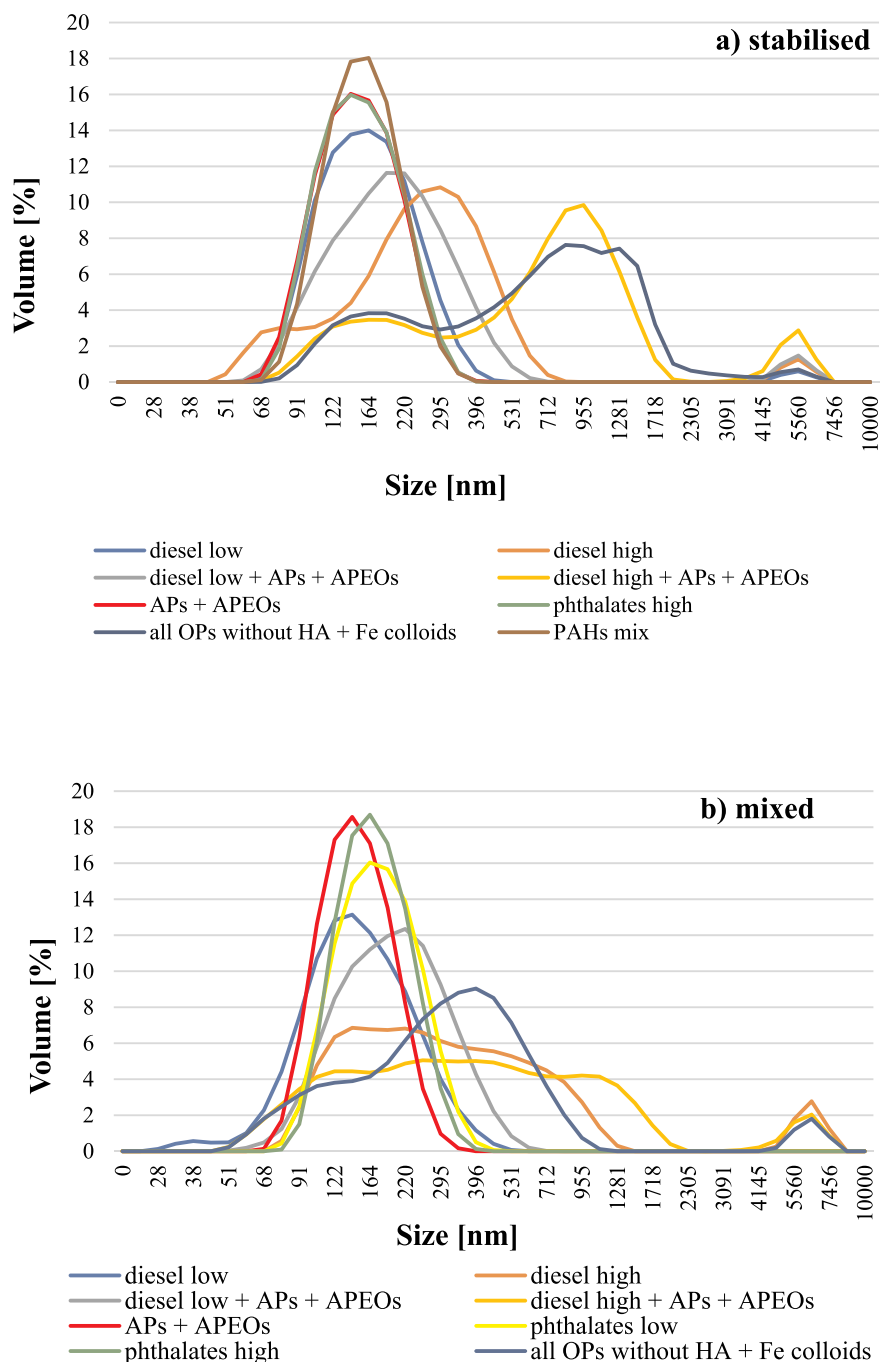 a) stabilised
20
18
16
14
12
10
8
6
4
2
0
Volume [%]
0 28 38 51 68 91 122 164 220 295 396 531 712 955 1281 1718 2305 3091 4145 5560 7456 10000
Size [nm]
diesel low diesel high
diesel low + APs + APEOs diesel high + APs + APEOs
APs + APEOs phthalates high
all OPs without HA + Fe colloids PAHs mix
b) mixed
20
18
16
14
12
10
8
6
4
2
0
Volume [%]
0 28 38 51 68 91 122 164 220 295 396 531 712 955 1281 1718 2305 3091 4145 5560 7456 10000
Size [nm]
diesel low diesel high
diesel low + APs + APEOs diesel high + APs + APEOs
APs + APEOs phthalates low
phthalates high all OPs without HA + Fe colloids